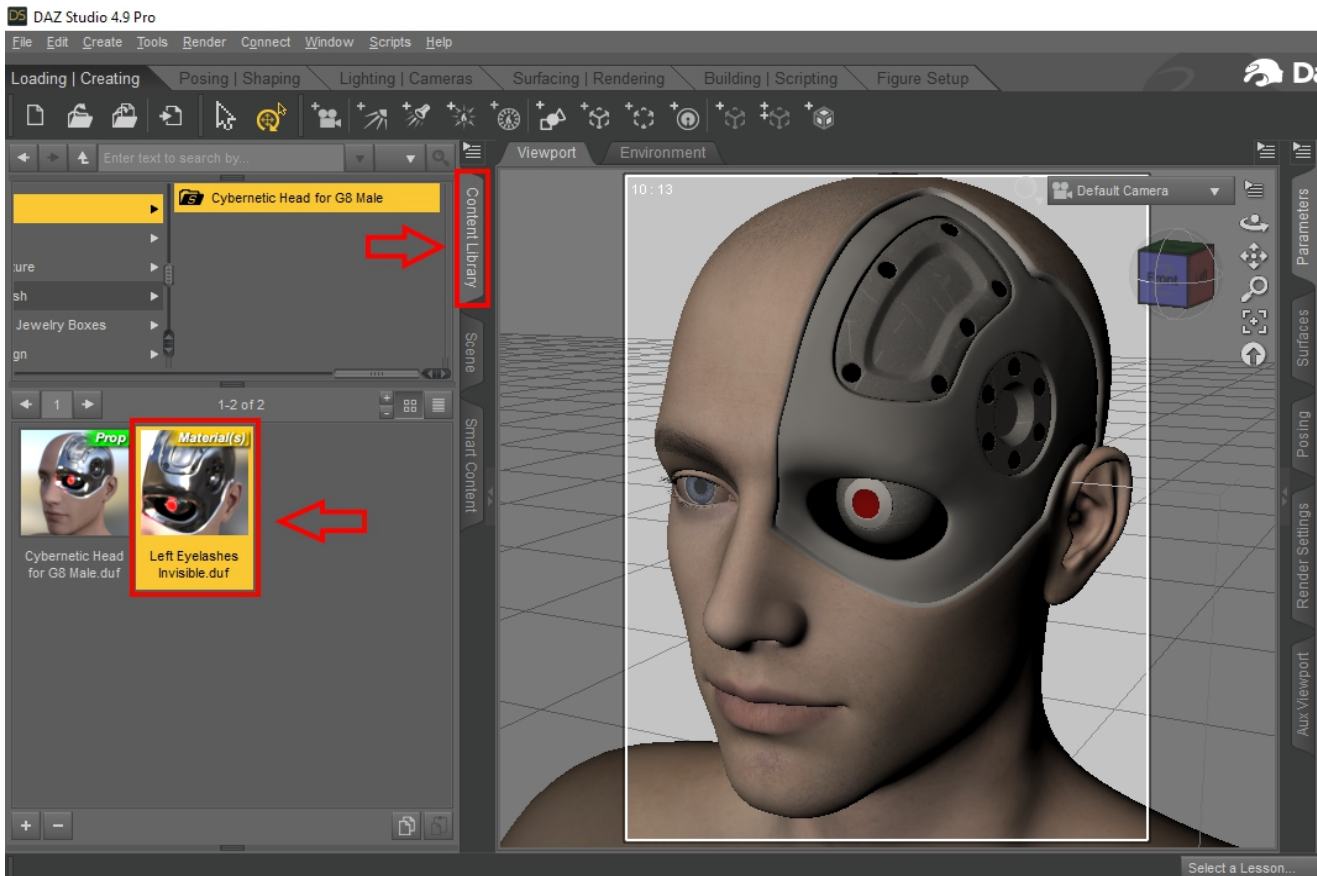 DS DAZ Studio 4.9 Pro
File Edit Create Tools Render Connect Window Scripts Help
Loading | Creating Posing | Shaping Lighting | Cameras Surfacing | Rendering Building | Scripting Figure Setup
Da
Enter text to search by...
Viewport Environment
Cybernetic Head for G8 Male
ture
sh
Jewelry Boxes
gn
Content Library
Scene
Smart Content
10 : 13
Default Camera
Front
Parameters
Surfaces
Posing
Render Settings
Aux Viewport
1
1-2 of 2
Prop
Material(s)
Cybernetic Head
for G8 Male.duf
Left Eyelashes
Invisible.duf
Select a Lesson...